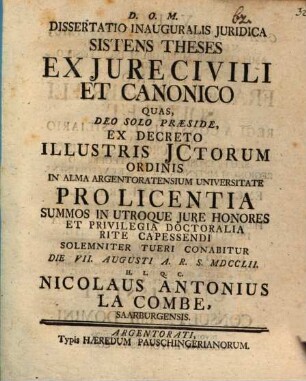 D. O. M.
DISSERTATIO INAUGURALIS JURIDICA
SISTENS THESES
EX JURE CIVILI
ET CANONICO
QUAS,
DEO SOLO PRÆSIDE,
EX DECRETO
ILLUSTRIS JCTORUM
ORDINIS
IN ALMA ARGENTORATENSIUM UNIVERSITATE
PRO LICENTIA
SUMMOS IN UTROQUE JURE HONORES
ET PRIVILEGIA DOCTORALIA
RITE CAPESSENDI
SOLEMNITER TUERI CONABITUR
DIE VII. AUGUSTI A. R. S. MDCCLII.
H. L. Q. C.
NICOLAUS ANTONIUS
LA COMBE,
SAARBURGENSIS.
ARGENTORATI,
Typis HÆREDUM PAUSCHINGERIANORUM.